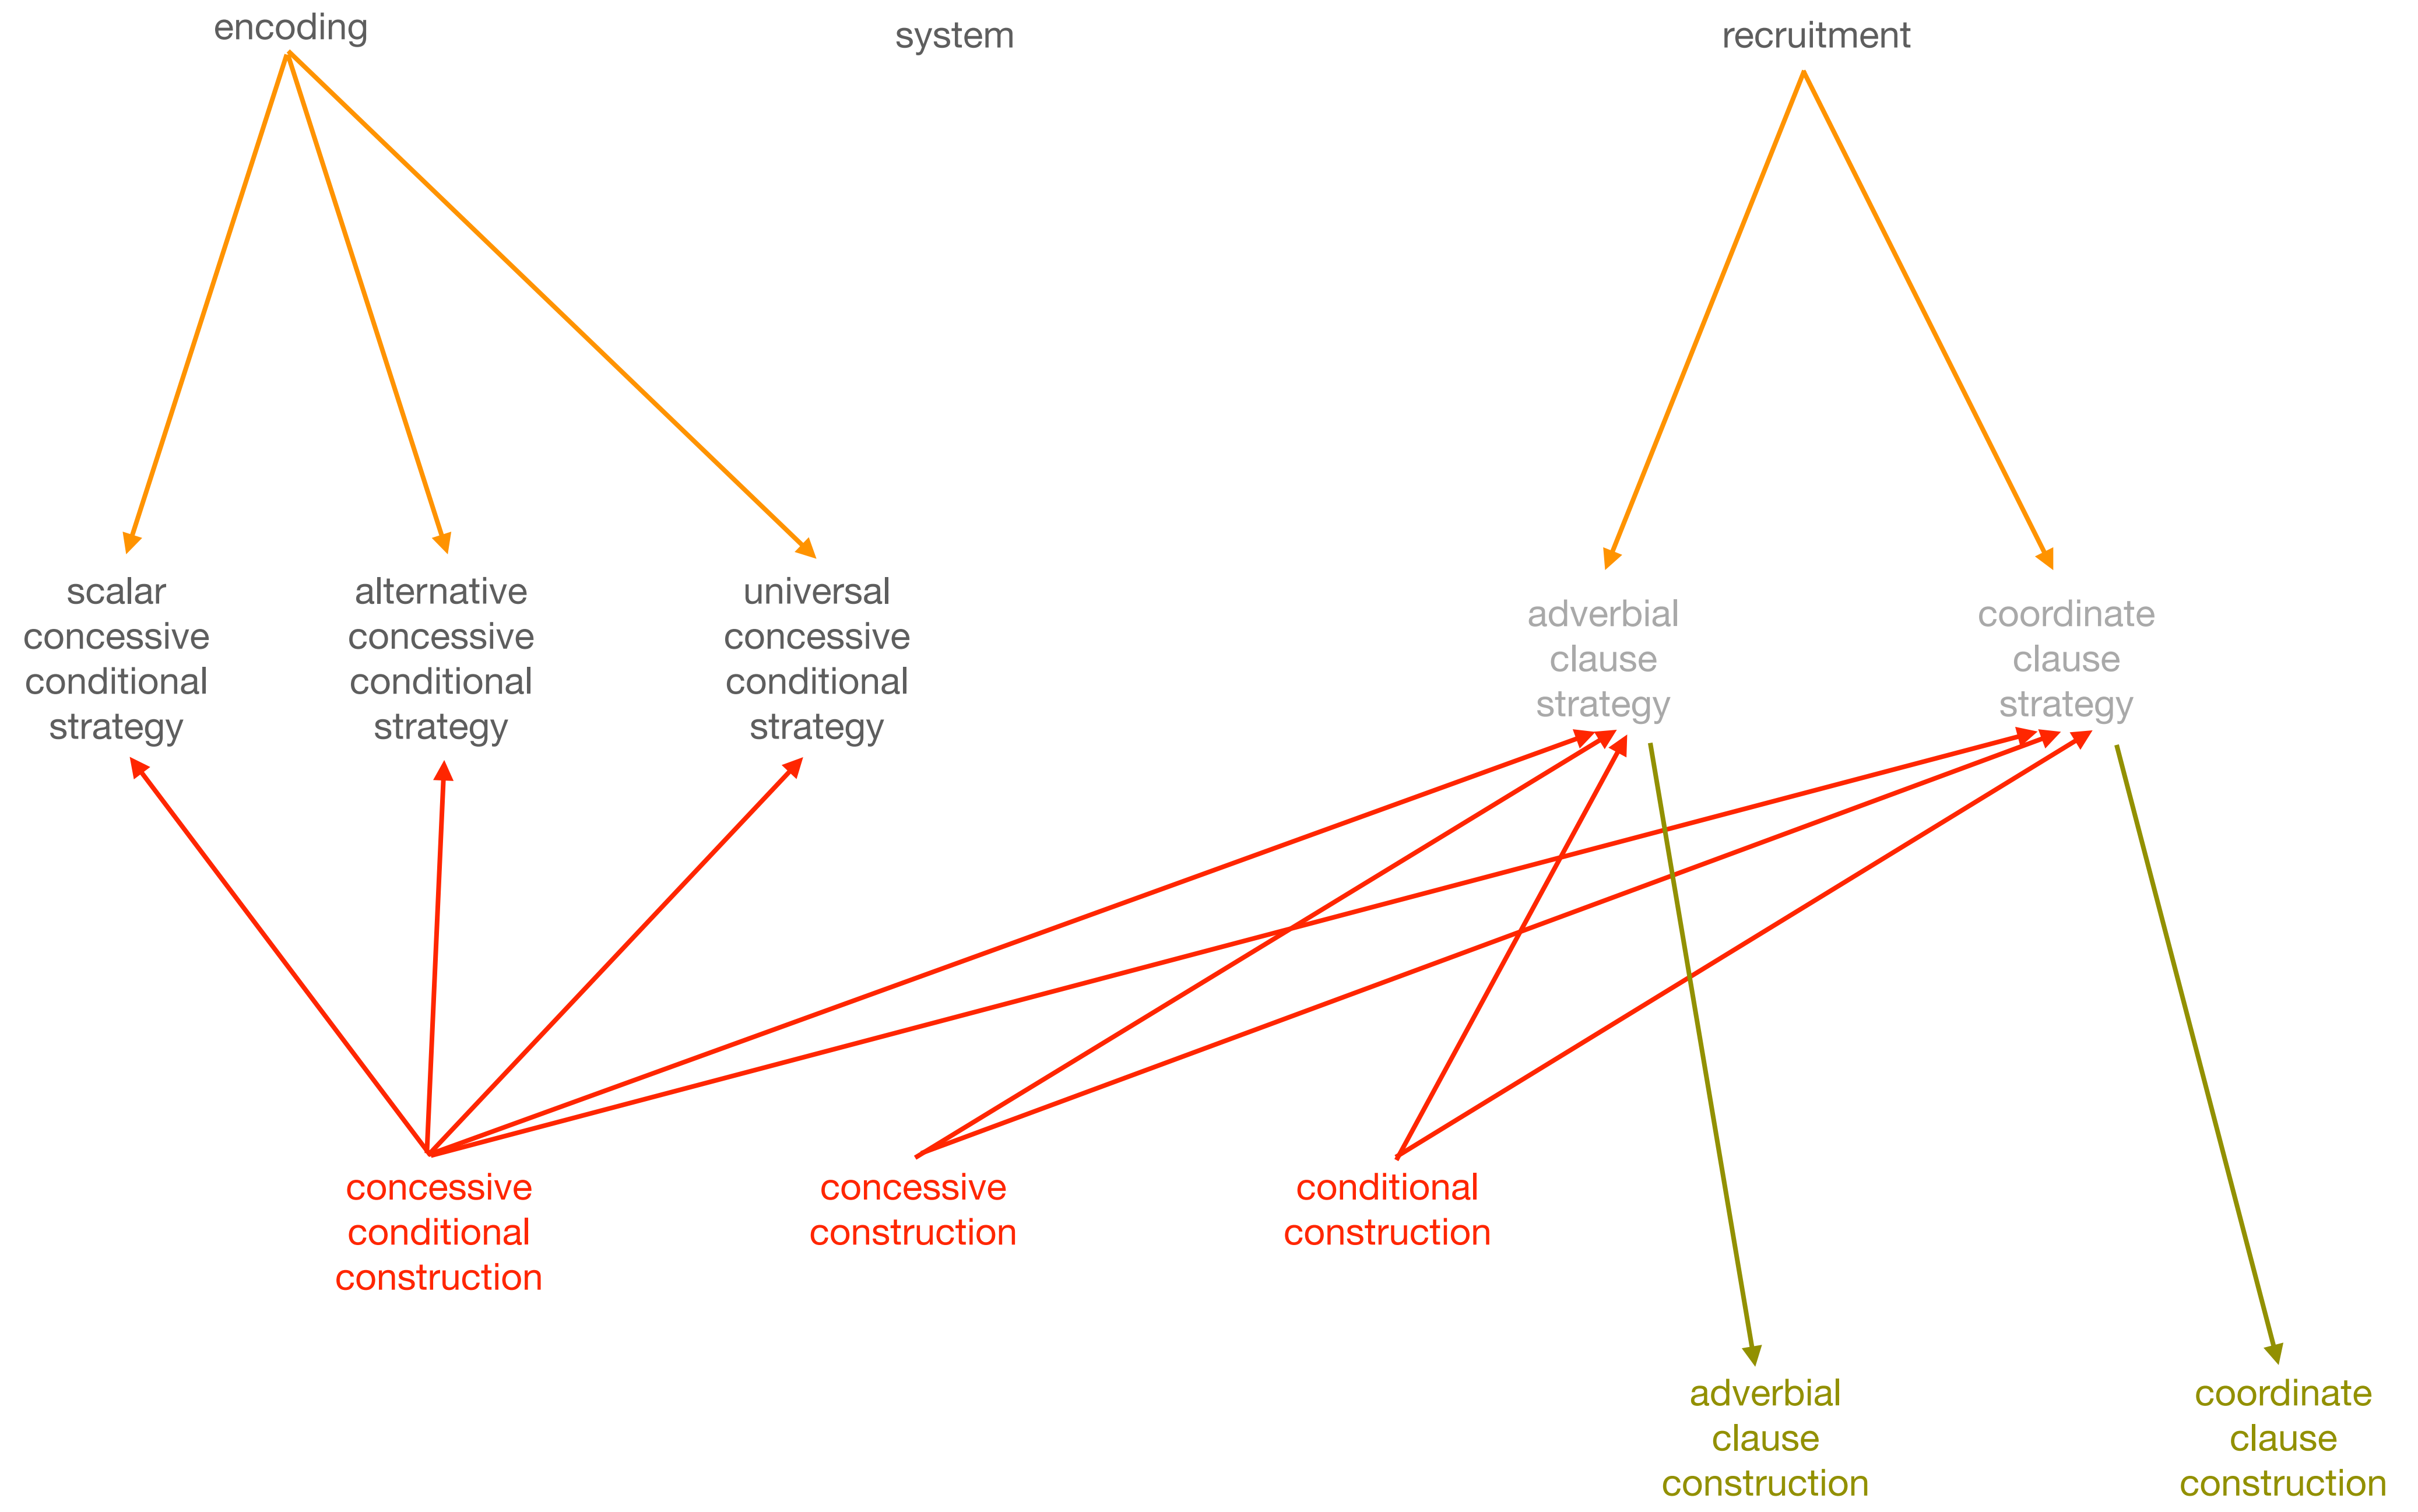 encoding
system
recruitment
scalar
concessive
conditional
strategy
alternative
concessive
conditional
strategy
universal
concessive
conditional
strategy
adverbial
clause
strategy
coordinate
clause
strategy
concessive
conditional
construction
concessive
construction
conditional
construction
adverbial
clause
construction
coordinate
clause
construction